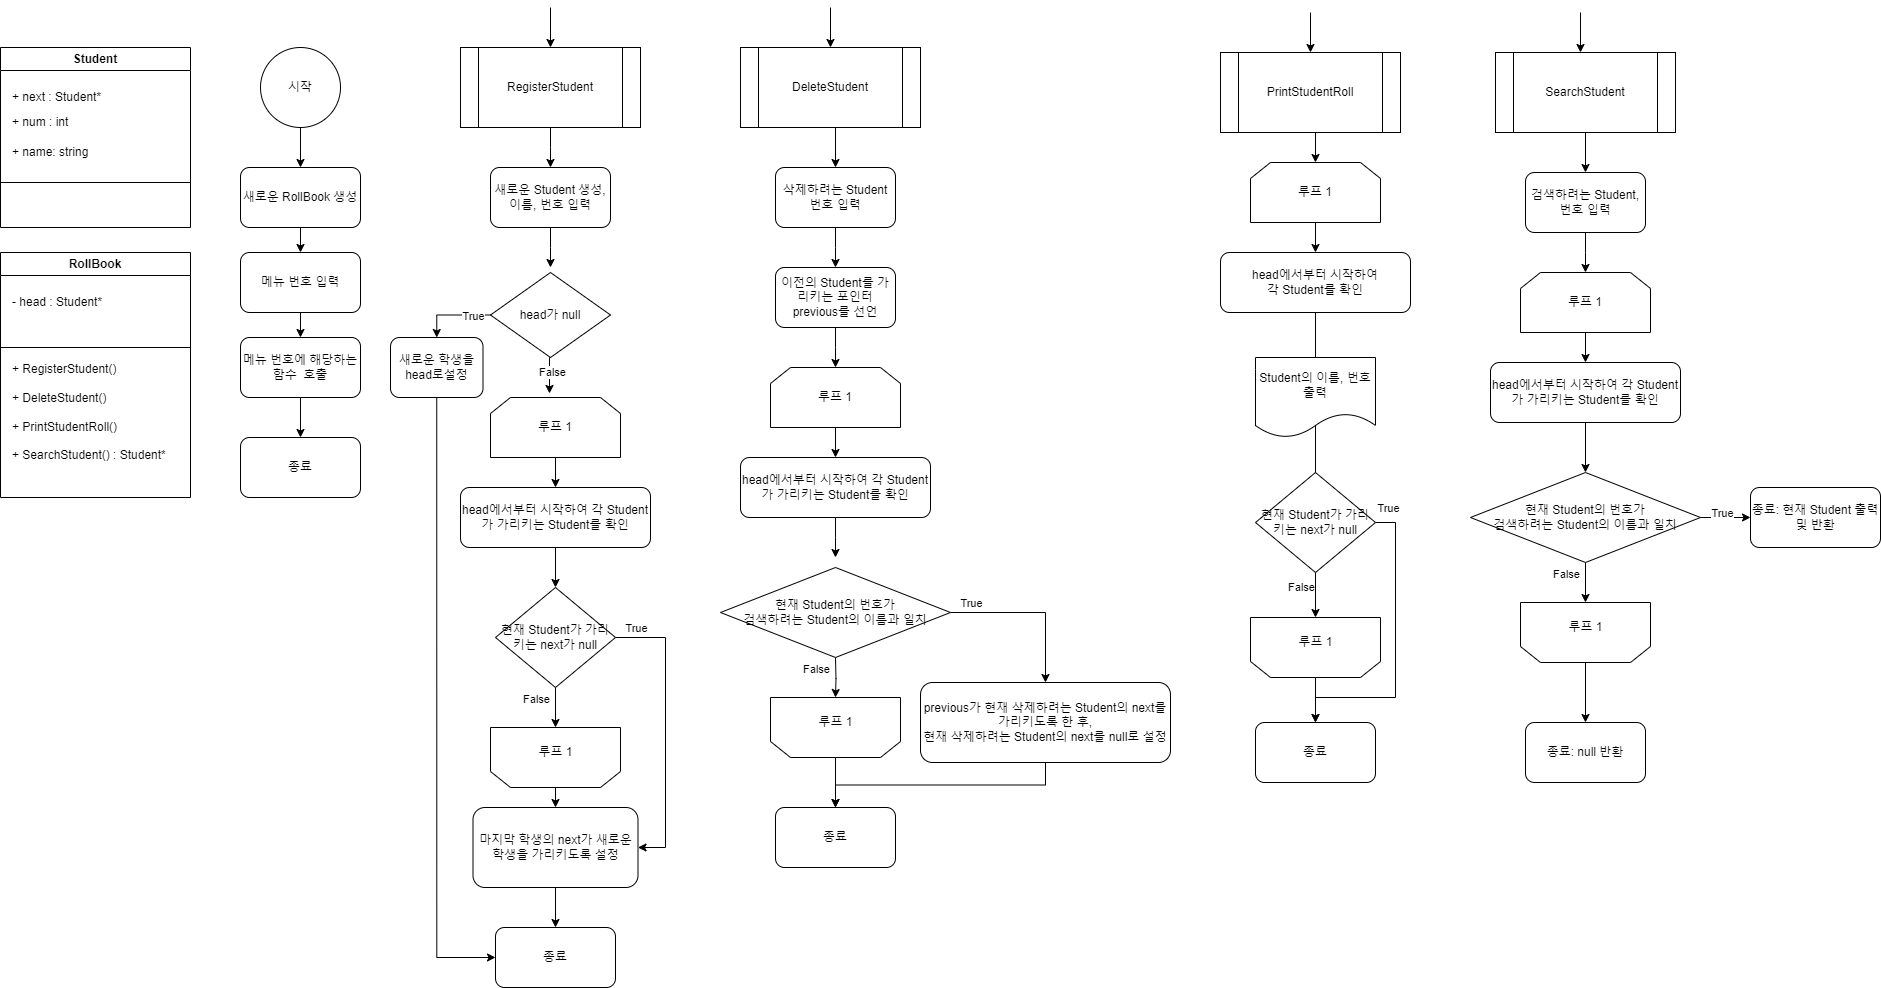 Student
+ next : Student*
+ num : int
+ name: string
RollBook
- head : Student*
+ RegisterStudent()
+ DeleteStudent()
+ PrintStudentRoll()
+ SearchStudent() : Student*
시작
새로운 RollBook 생성
메뉴 번호 입력
메뉴 번호에 해당하는
함수 호출
종료
RegisterStudent
새로운 Student 생성,
이름, 번호 입력
head가 null
True
새로운 학생을
head로설정
False
루프 1
head에서부터 시작하여 각 Student
가 가리키는 Student를 확인
현재 Student가 가리
키는 next가 null
True
False
루프 1
마지막 학생의 next가 새로운
학생을 가리키도록 설정
종료
DeleteStudent
삭제하려는 Student
번호 입력
이전의 Student를 가
리키는 포인터
previous를 선언
루프 1
head에서부터 시작하여 각 Student
가 가리키는 Student를 확인
현재 Student의 번호가
검색하려는 Student의 이름과 일치
True
False
루프 1
previous가 현재 삭제하려는 Student의 next를
가리키도록 한 후,
현재 삭제하려는 Student의 next를 null로 설정
종료
PrintStudentRoll
루프 1
head에서부터 시작하여
각 Student를 확인
Student의 이름, 번호
출력
현재 Student가 가리
키는 next가 null
True
False
루프 1
종료
SearchStudent
검색하려는 Student,
번호 입력
루프 1
head에서부터 시작하여 각 Student
가 가리키는 Student를 확인
현재 Student의 번호가
검색하려는 Student의 이름과 일치
True
종료: 현재 Student 출력
및 반환
False
루프 1
종료: null 반환